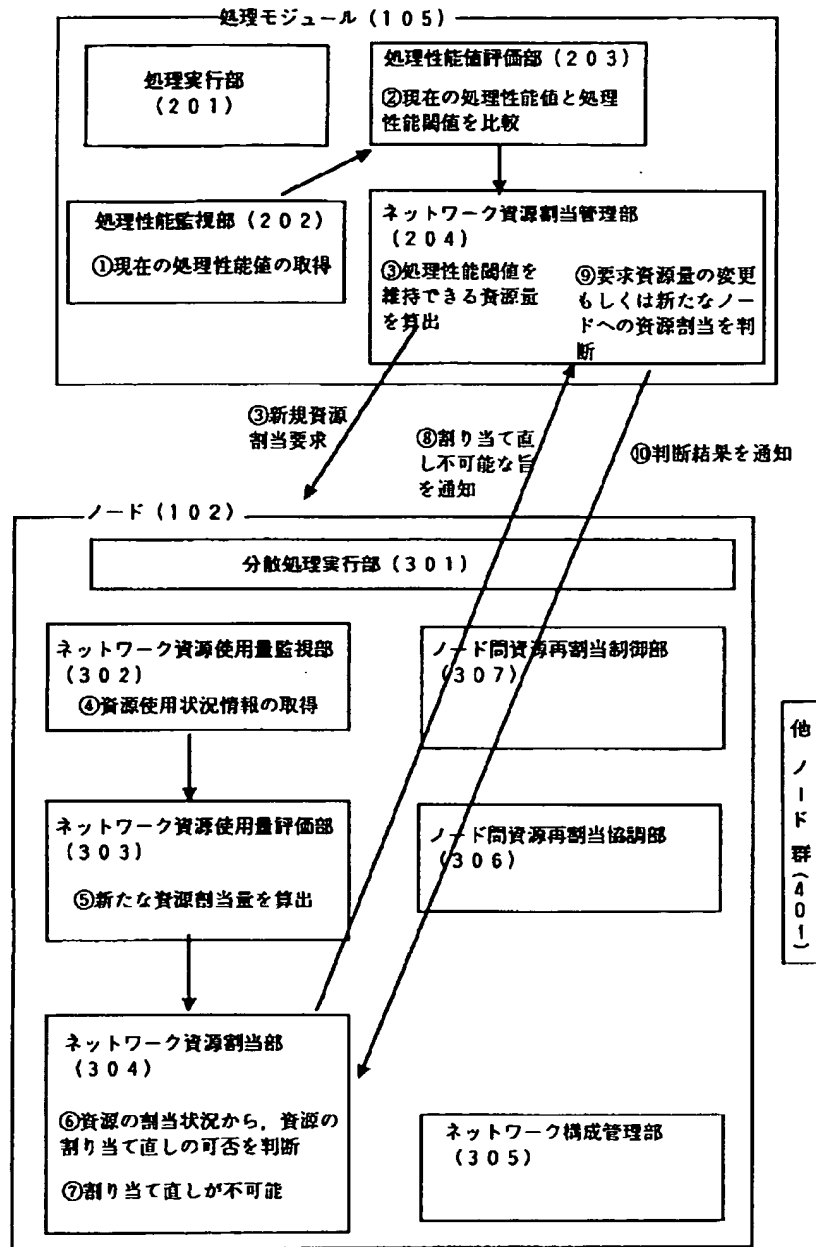 処理モジュール(105)
処理実行部
(201)
処理性能値評価部(203)
②現在の処理性能値と処理
性能閾値を比較
処理性能監視部(202)
①現在の処理性能値の取得
ネットワーク資源割当管理部
(204)
③処理性能閾値を
維持できる資源量
を算出
⑨要求資源量の変更
もしくは新たなノー
ドへの資源割当を判
断
③新規資源
割当要求
⑧割り当て直
し不可能な旨
を通知
⑩判断結果を通知
ノード(102)
分散処理実行部(301)
ネットワーク資源使用量監視部
(302)
④資源使用状況情報の取得
ノード間資源再割当制御部
(307)
ネットワーク資源使用量評価部
(303)
⑤新たな資源割当量を算出
ノード間資源再割当協調部
(306)
ネットワーク資源割当部
(304)
⑥資源の割当状況から，資源の
割り当て直しの可否を判断
⑦割り当て直しが不可能
ネットワーク構成管理部
(305)
他ノード群(401)